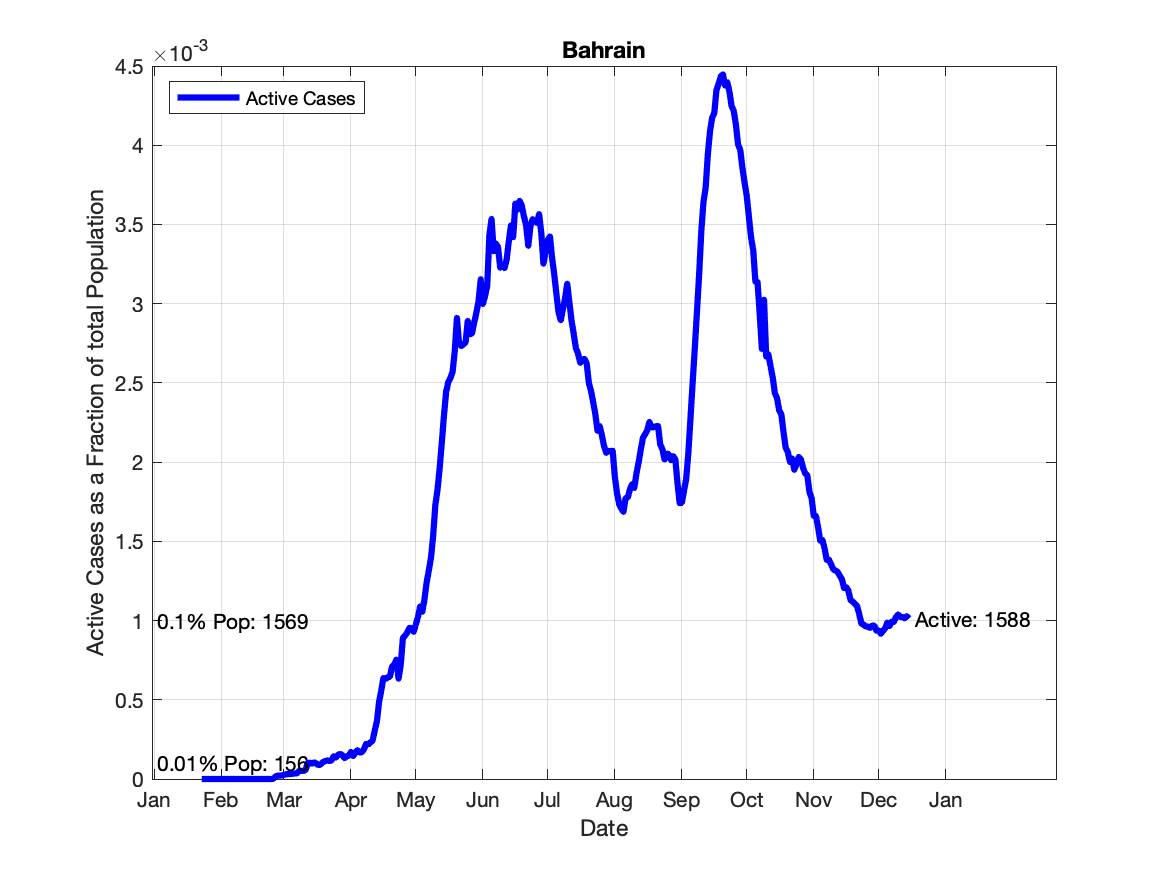 Bahrain
×10-3
Active Cases
4.5
4
3.5
3
2.5
2
1.5
1
0.5
0
Active Cases as a Fraction of total Population
0.1% Pop: 1569
Active: 1588
0.01% Pop: 156
Jan Feb Mar Apr May Jun Jul Aug Sep Oct Nov Dec Jan
Date